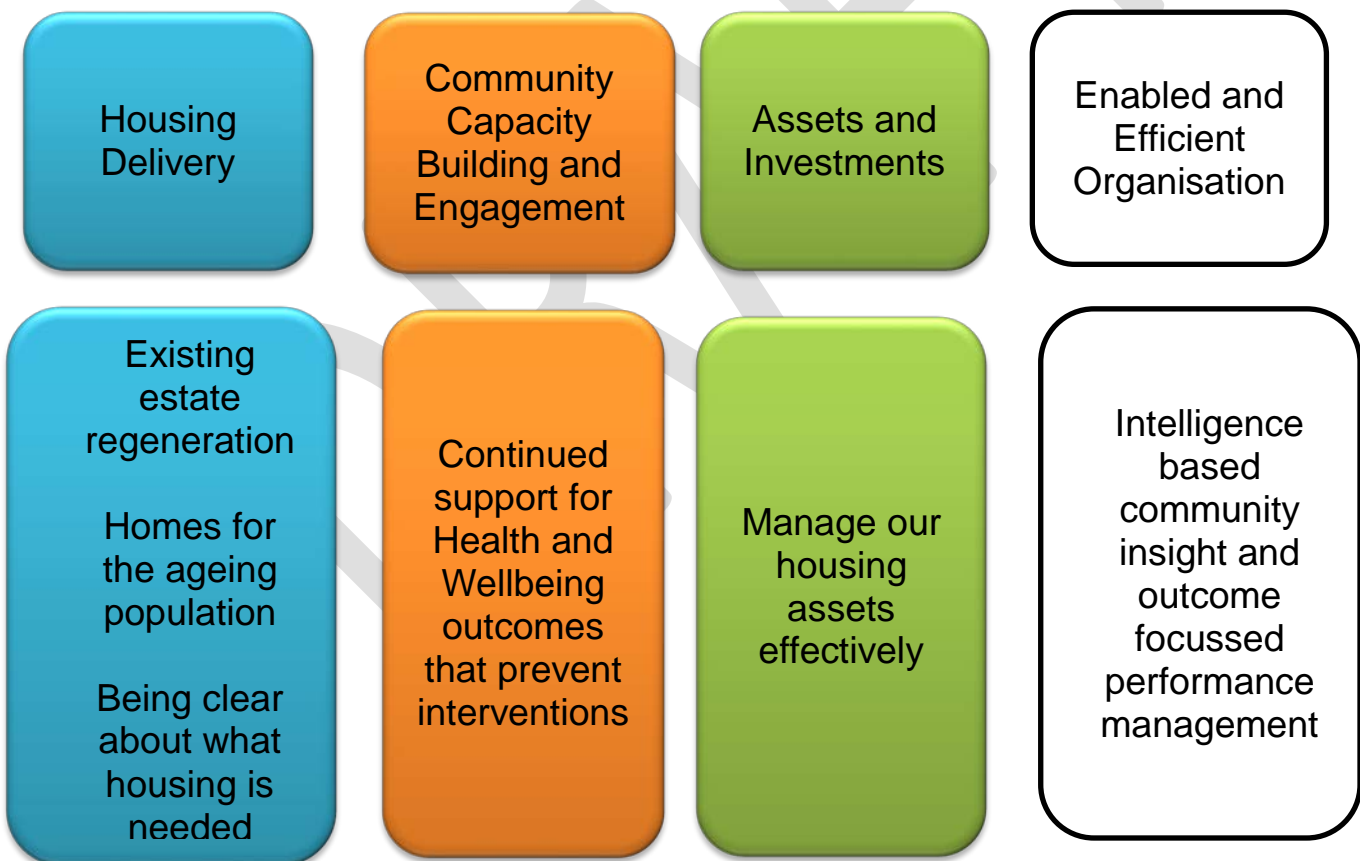 Housing
Delivery
Community
Capacity
Building and
Engagement
Assets and
Investments
Enabled and
Efficient
Organisation
Existing
estate
regeneration
Homes for
the ageing
population
Being clear
about what
housing is
needed
Continued
support for
Health and
Wellbeing
outcomes
that prevent
interventions
Manage our
housing
assets
effectively
Intelligence
based
community
insight and
outcome
focussed
performance
management